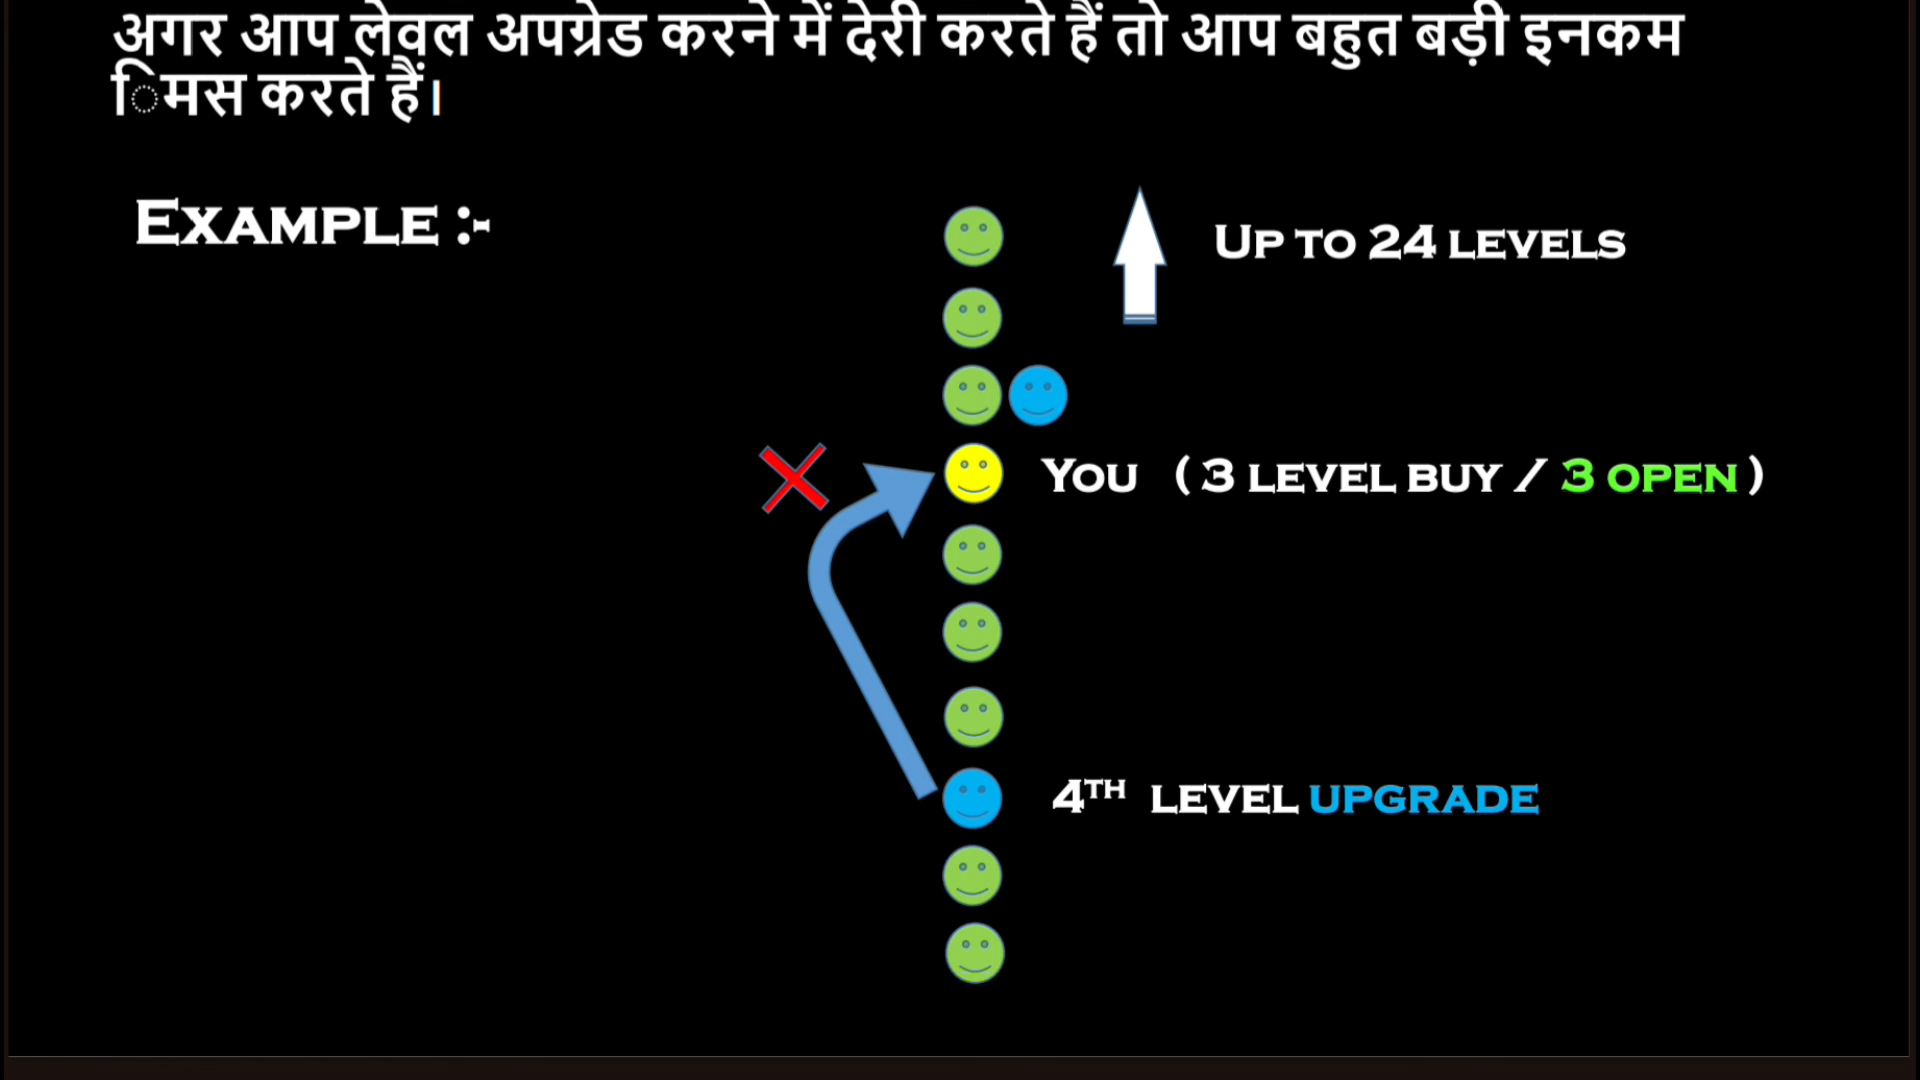 अगर आप लेवल अपग्रेड करने में देरी करते हैं तो आप बहुत बड़ी इनकम
िमस करते हैं।
EXAMPLE :-
UP TO 24 LEVELS
YOU ( 3 LEVEL BUY / 3 OPEN )
4TH LEVEL UPGRADE